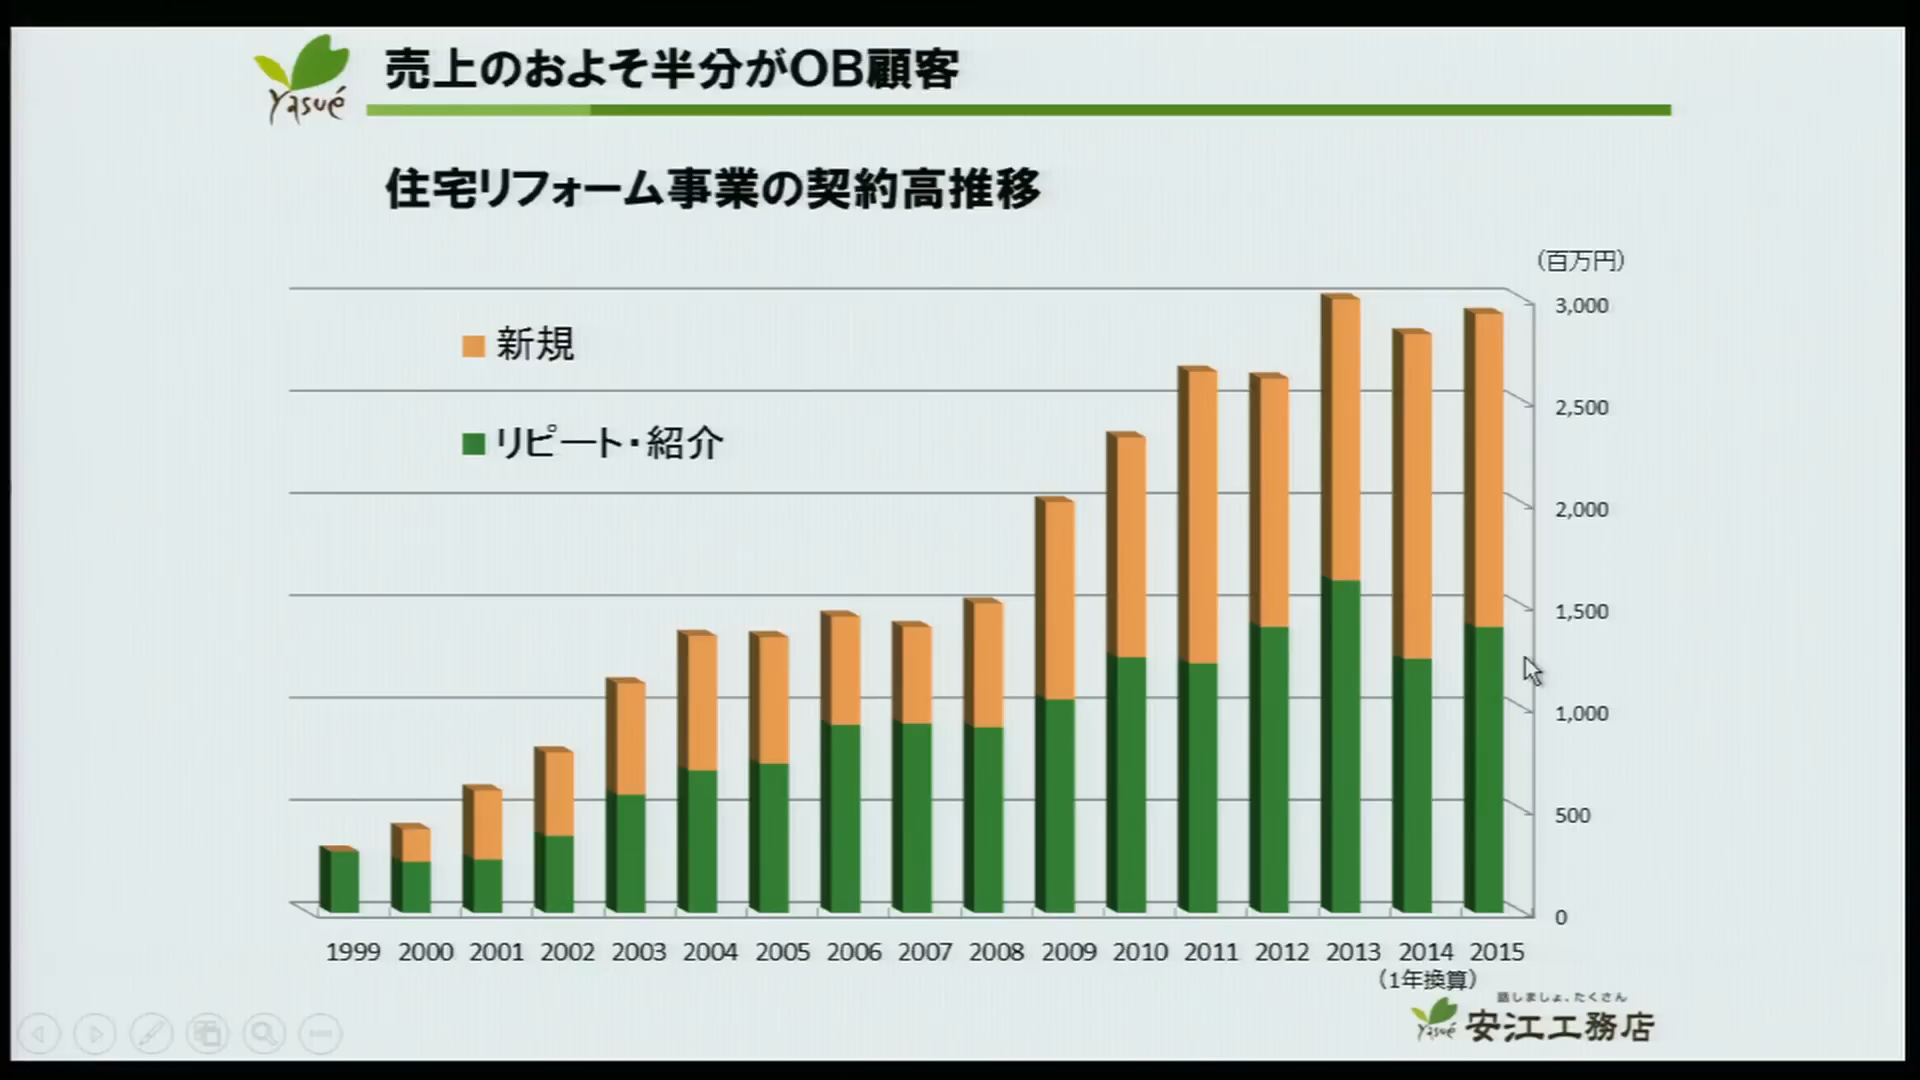 Yasué
売上のおよそ半分がOB顧客
住宅リフォーム事業の契約高推移
（百万円）
新規
リピート・紹介
3,000
2,500
2,000
1,500
1,000
500
0
1999 2000 2001 2002 2003 2004 2005 2006 2007 2008 2009 2010 2011 2012 2013 2014 2015
（1年換算）
話しましょ、たくさん
Yasué 安江工務店